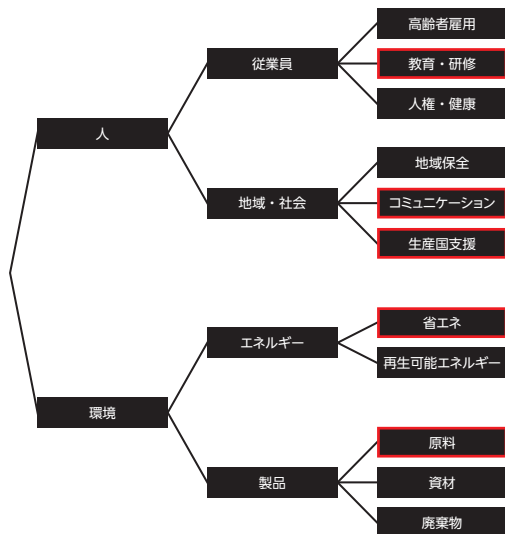 高齢者雇用
従業員
教育・研修
人権・健康
人
地域保全
地域・社会
コミュニケーション
生産国支援
省エネ
エネルギー
再生可能エネルギー
環境
原料
製品
資材
廃棄物